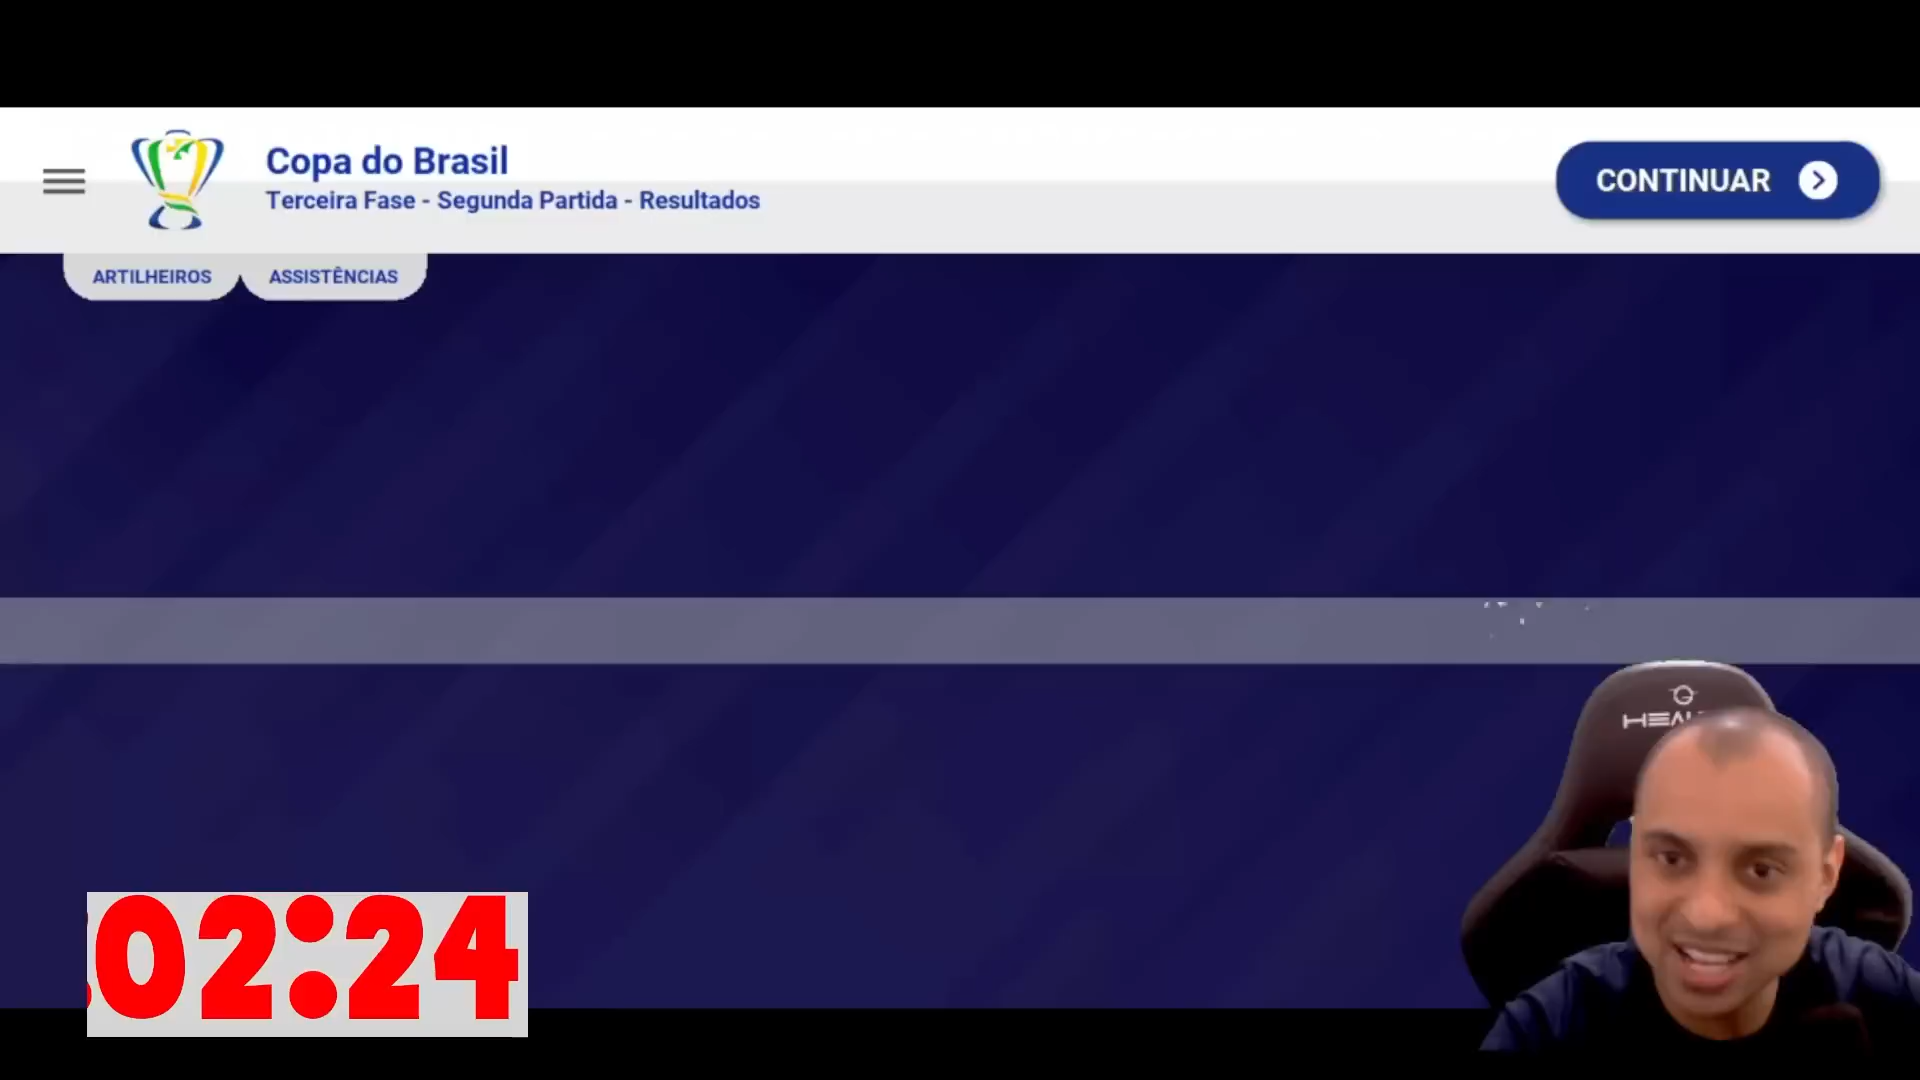 Copa do Brasil
Terceira Fase - Segunda Partida - Resultados
CONTINUAR
ARTILHEIROS
ASSISTÊNCIAS
02:24